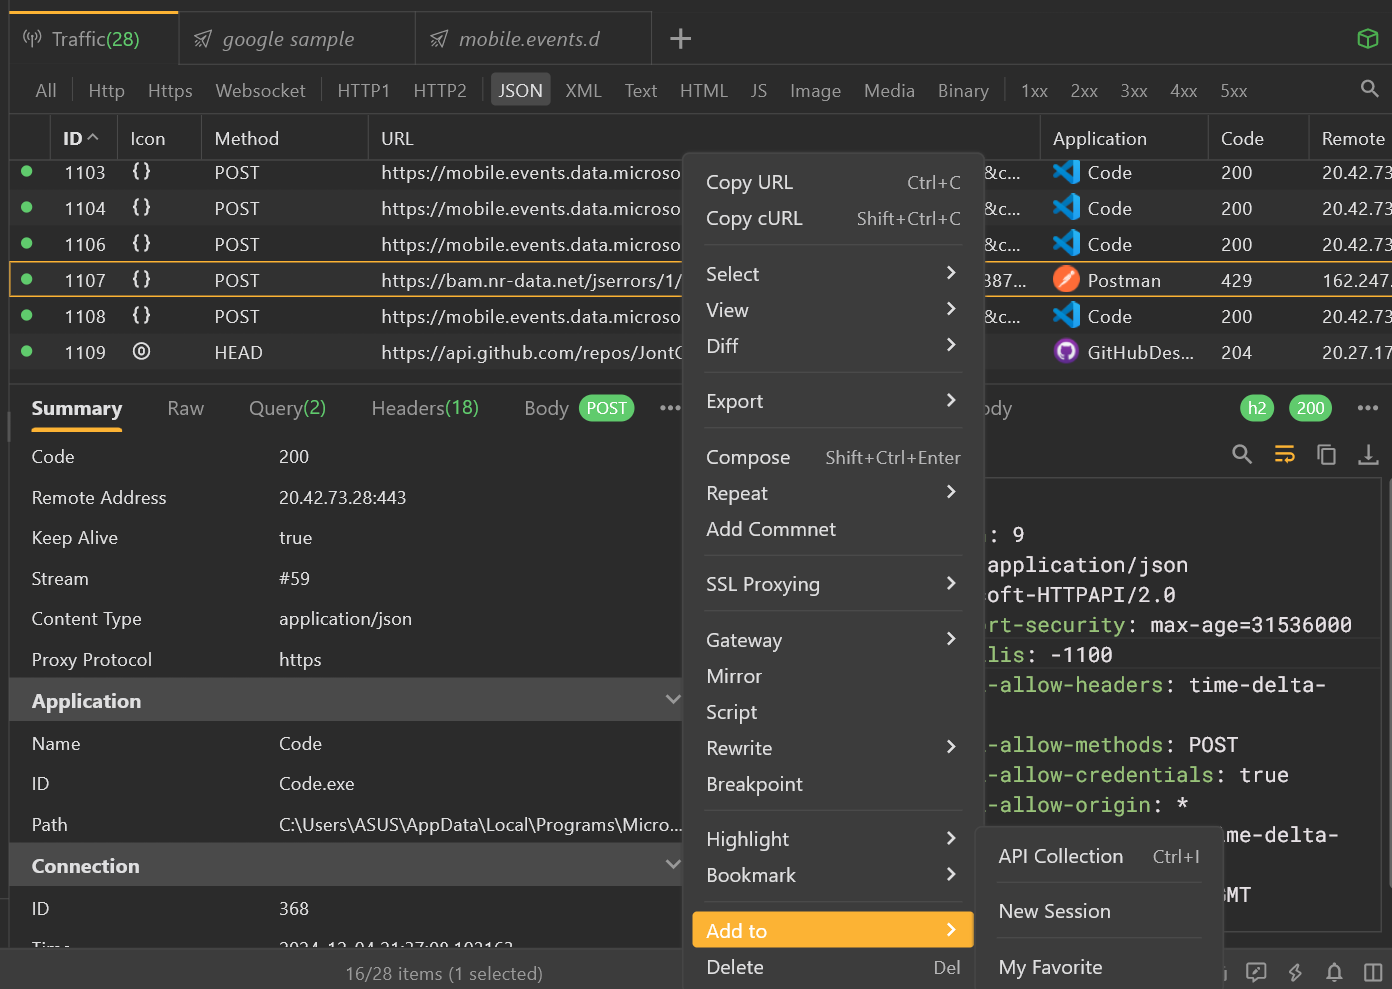 Traffic(28) google sample mobile.events.d
All Http Https Websocket HTTP1 HTTP2 JSON XML Text HTML JS Image Media Binary 1xx 2xx 3xx 4xx 5xx
ID Icon Method URL Application Code Remote
1103 {} POST https://mobile.events.data.microso &c... Code 200 20.42.73
1104 {} POST https://mobile.events.data.microso &c... Code 200 20.42.73
1106 {} POST https://mobile.events.data.microso &c... Code 200 20.42.73
1107 {} POST https://bam.nr-data.net/jserrors/1/ 387... Postman 429 162.247.
1108 {} POST https://mobile.events.data.microso &c... Code 200 20.42.73
1109 HEAD https://api.github.com/repos/Jont GitHubDes... 204 20.27.17
Summary Raw Query(2) Headers(18) Body POST ody h2 200
Code 200
Remote Address 20.42.73.28:443
Keep Alive true
Stream #59
Content Type application/json
Proxy Protocol https
Application
Name Code
ID Code.exe
Path C:\Users\ASUS\AppData\Local\Programs\Micro...
Connection
ID 368
16/28 items (1 selected)
Copy URL Ctrl+C
Copy cURL Shift+Ctrl+C
Select
View
Diff
Export
Compose Shift+Ctrl+Enter
Repeat
Add Commnet
SSL Proxying
Gateway
Mirror
Script
Rewrite
Breakpoint
Highlight
Bookmark
Add to
Delete Del
API Collection Ctrl+I
New Session
My Favorite
: 9
application/json
oft-HTTPAPI/2.0
rt-security: max-age=31536000
lis: -1100
-allow-headers: time-delta-
-allow-methods: POST
-allow-credentials: true
-allow-origin: *
me-delta-
MT